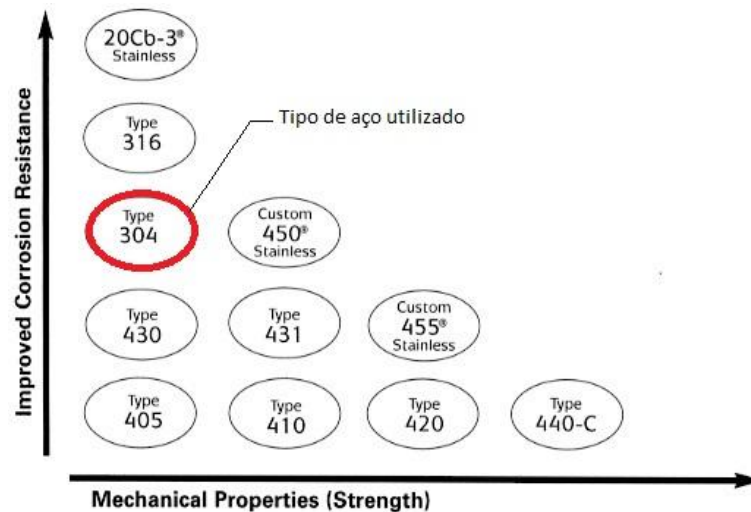 Improved Corrosion Resistance
20Cb-3®
Stainless
Type
316
Tipo de aço utilizado
Type
304
Custom
450®
Stainless
Type
430
Type
431
Custom
455®
Stainless
Type
405
Type
410
Type
420
Type
440-C
Mechanical Properties (Strength)